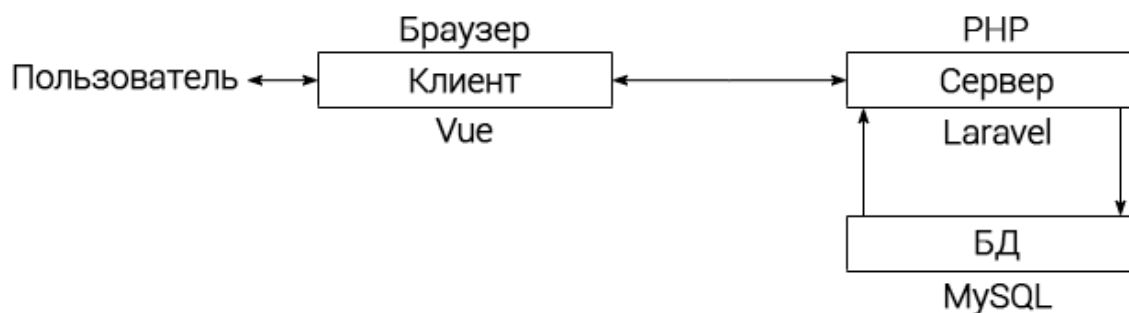 Браузер
PHP
Пользователь
Клиент
Сервер
Vue
Laravel
БД
MySQL